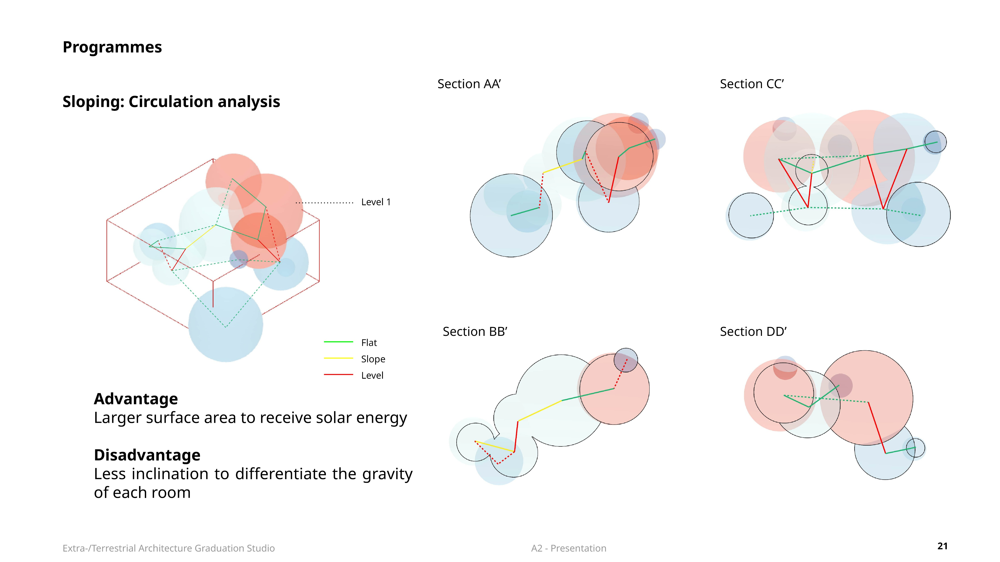 Programmes
Sloping: Circulation analysis
Level 1
Flat
Slope
Level
Advantage
Larger surface area to receive solar energy
Disadvantage
Less inclination to differentiate the gravity
of each room
Section AA’
Section CC’
Section BB’
Section DD’
Extra-/Terrestrial Architecture Graduation Studio
A2 - Presentation
21